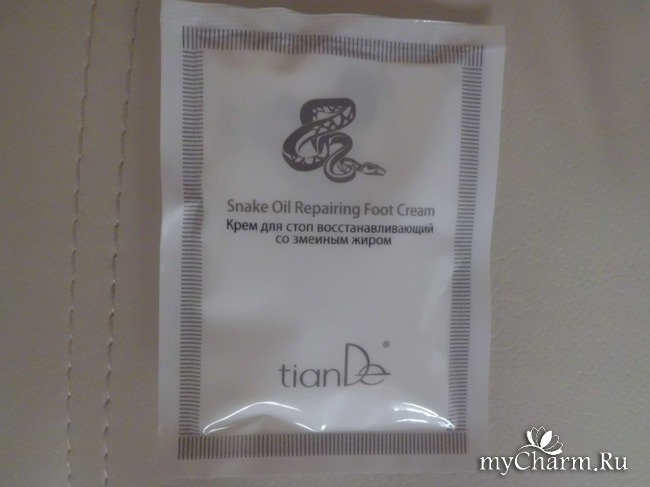 Snake Oil Repairing Foot Cream
Крем для стоп восстанавливающий
со змеиным жиром
tianDe®
myCharm.Ru